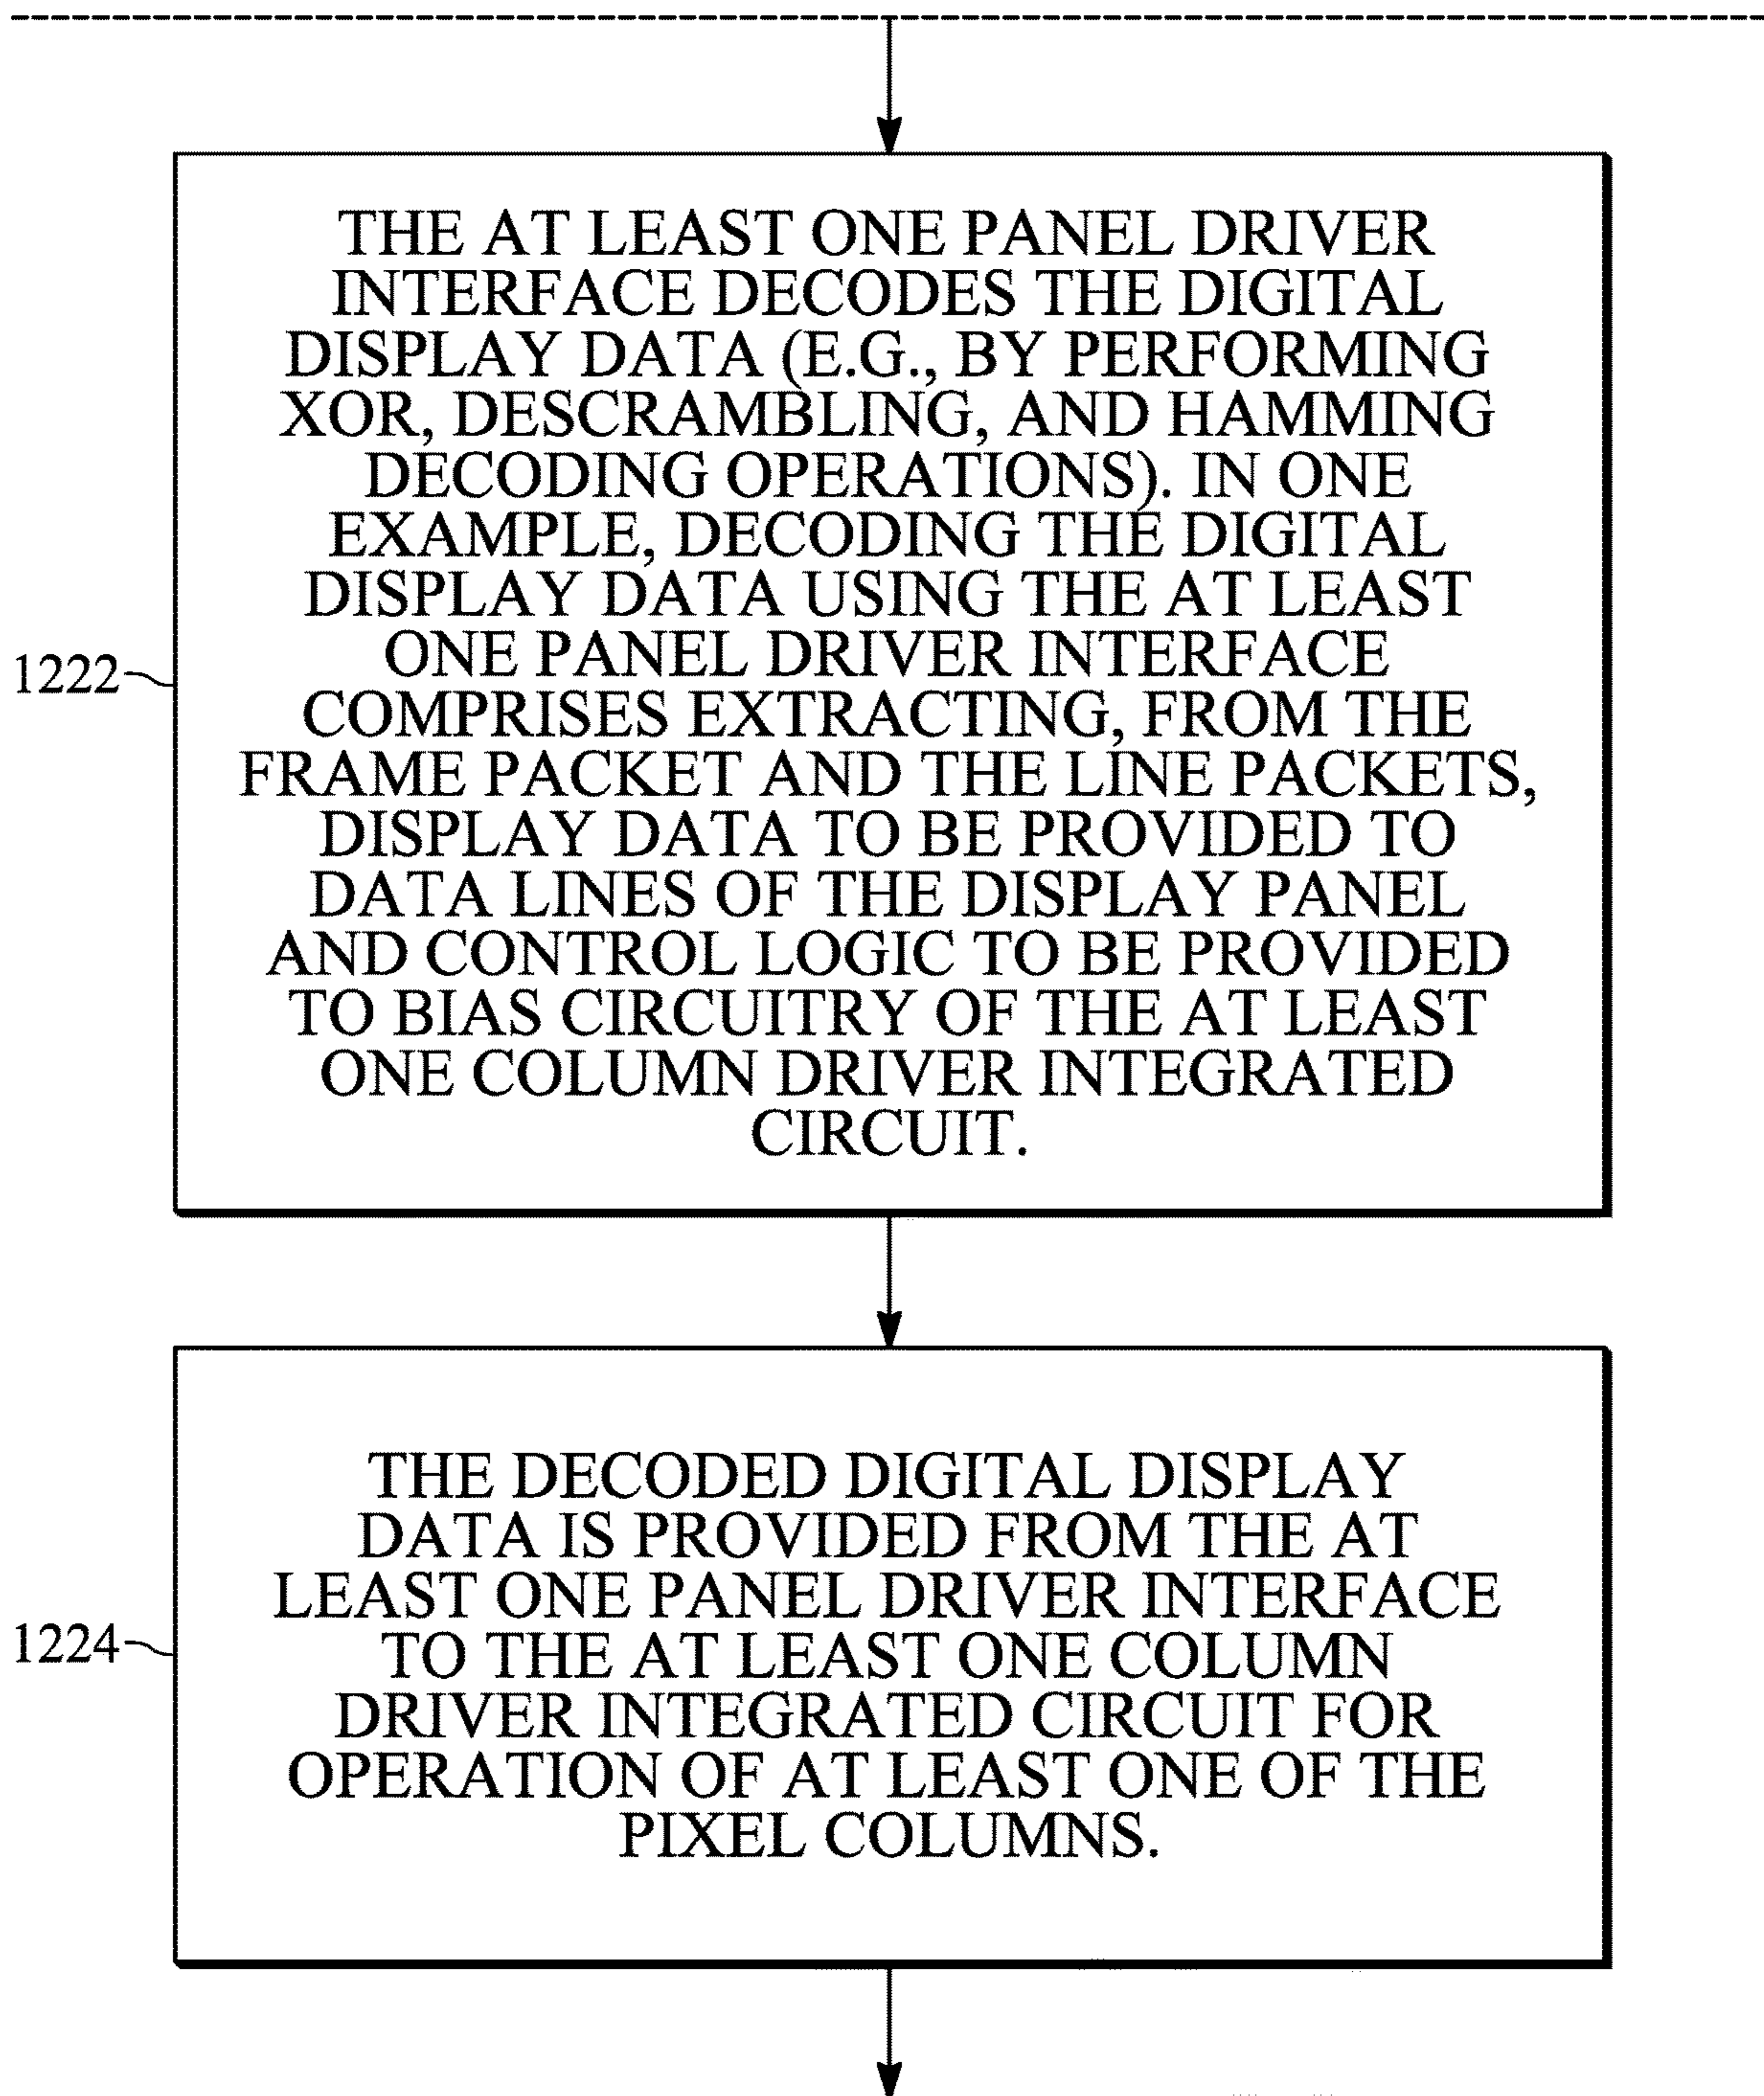 THE AT LEAST ONE PANEL DRIVER
INTERFACE DECODES THE DIGITAL
DISPLAY DATA (E.G., BY PERFORMING
XOR, DESCRAMBLING, AND HAMMING
DECODING OPERATIONS). IN ONE
EXAMPLE, DECODING THE DIGITAL
DISPLAY DATA USING THE AT LEAST
ONE PANEL DRIVER INTERFACE
1222
COMPRISES EXTRACTING, FROM THE
FRAME PACKET AND THE LINE PACKETS,
DISPLAY DATA TO BE PROVIDED TO
DATA LINES OF THE DISPLAY PANEL
AND CONTROL LOGIC TO BE PROVIDED
TO BIAS CIRCUITRY OF THE AT LEAST
ONE COLUMN DRIVER INTEGRATED
CIRCUIT.
THE DECODED DIGITAL DISPLAY
DATA IS PROVIDED FROM THE AT
LEAST ONE PANEL DRIVER INTERFACE
1224
TO THE AT LEAST ONE COLUMN
DRIVER INTEGRATED CIRCUIT FOR
OPERATION OF AT LEAST ONE OF THE
PIXEL COLUMNS.